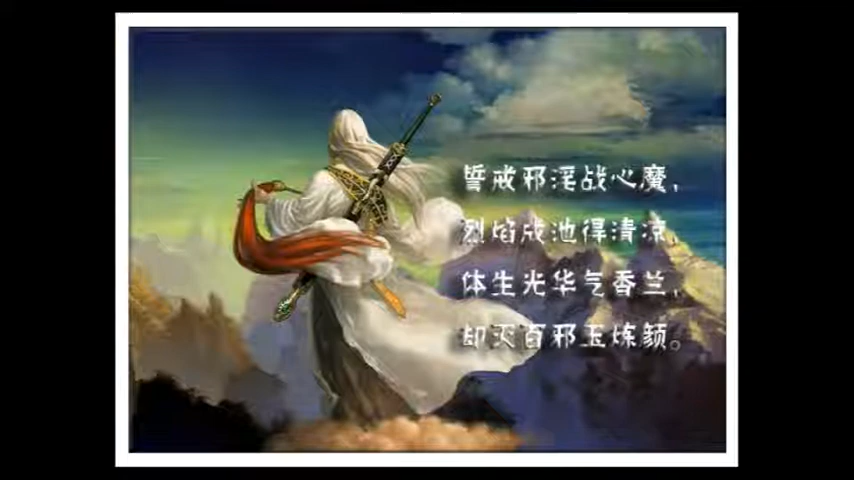 誓戒邪淫战心魔，
烈焰成池得清凉，
体生光华气香兰，
却灭百邪玉炼颜。